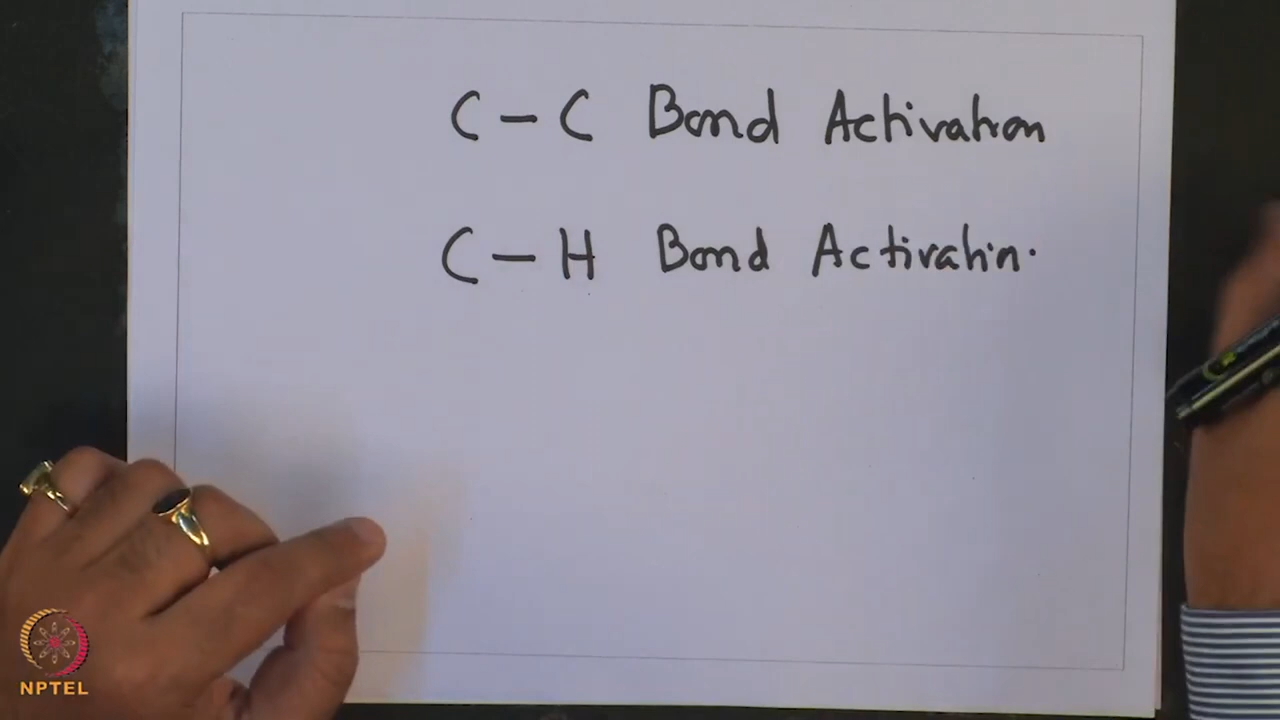 C – C Bond Activation
C – H Bond Activation.
NPTEL